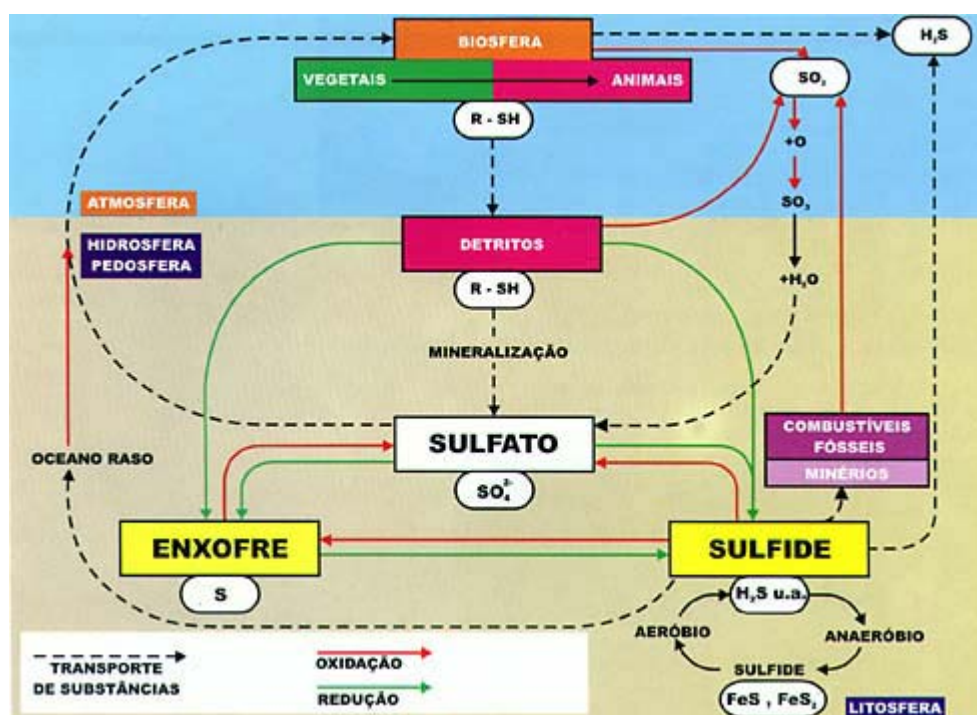 BIOSFERA
H₂S
VEGETAIS
ANIMAIS
SO₂
R - SH
+O
ATMOSFERA
SO₃
HIDROSFERA
PEDOSFERA
DETRITOS
+H₂O
R - SH
MINERALIZAÇÃO
COMBUSTÍVEIS
FÓSSEIS
MINÉRIOS
SULFATO
SO₄²⁻
OCEANO RASO
ENXOFRE
S
SULFIDE
H₂S u.a.
AERÓBIO
ANAERÓBIO
SULFIDE
FeS , FeS₂
LITOSFERA
TRANSPORTE
DE SUBSTÂNCIAS
OXIDAÇÃO
REDUÇÃO